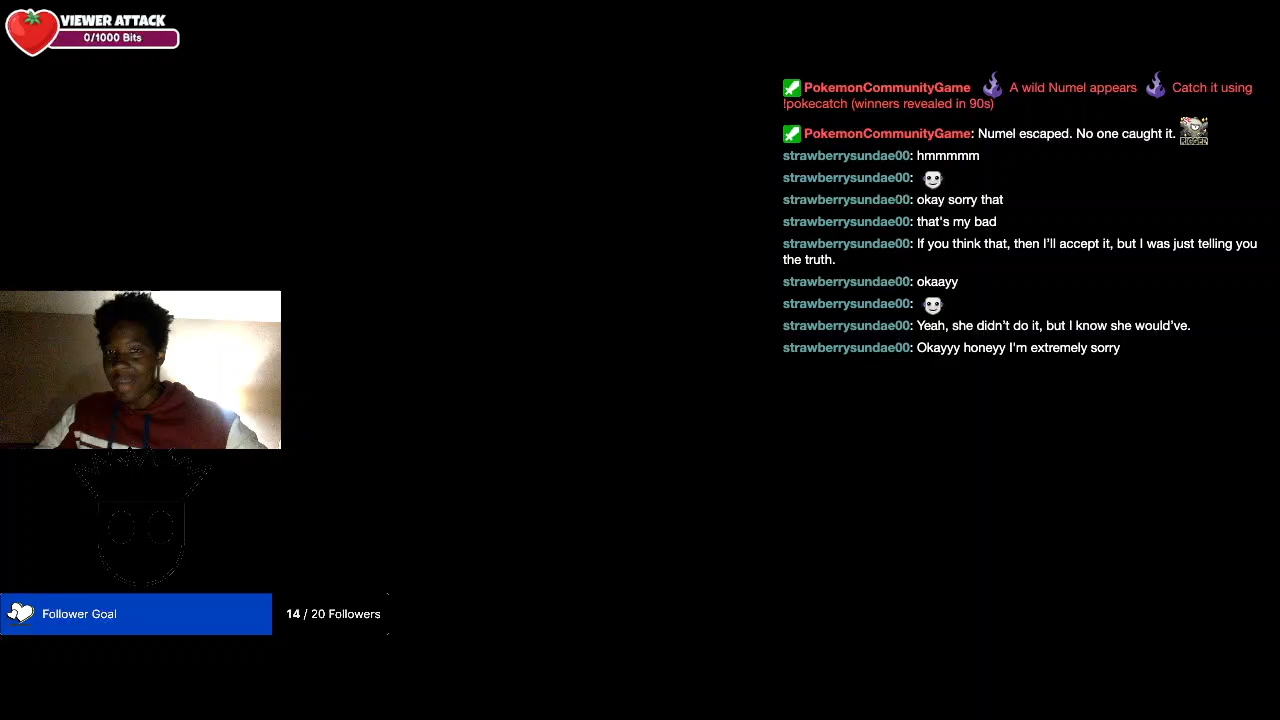 VIEWER ATTACK
0/1000 Bits
PokemonCommunityGame A wild Numel appears Catch it using
!pokecatch (winners revealed in 90s)
PokemonCommunityGame: Numel escaped. No one caught it.
RIGGED
strawberrysundae00: hmmmmm
strawberrysundae00:
strawberrysundae00: okay sorry that
strawberrysundae00: that's my bad
strawberrysundae00: If you think that, then I’ll accept it, but I was just telling you
the truth.
strawberrysundae00: okaayy
strawberrysundae00:
strawberrysundae00: Yeah, she didn’t do it, but I know she would’ve.
strawberrysundae00: Okayyy honeyy I'm extremely sorry
Follower Goal
14 / 20 Followers